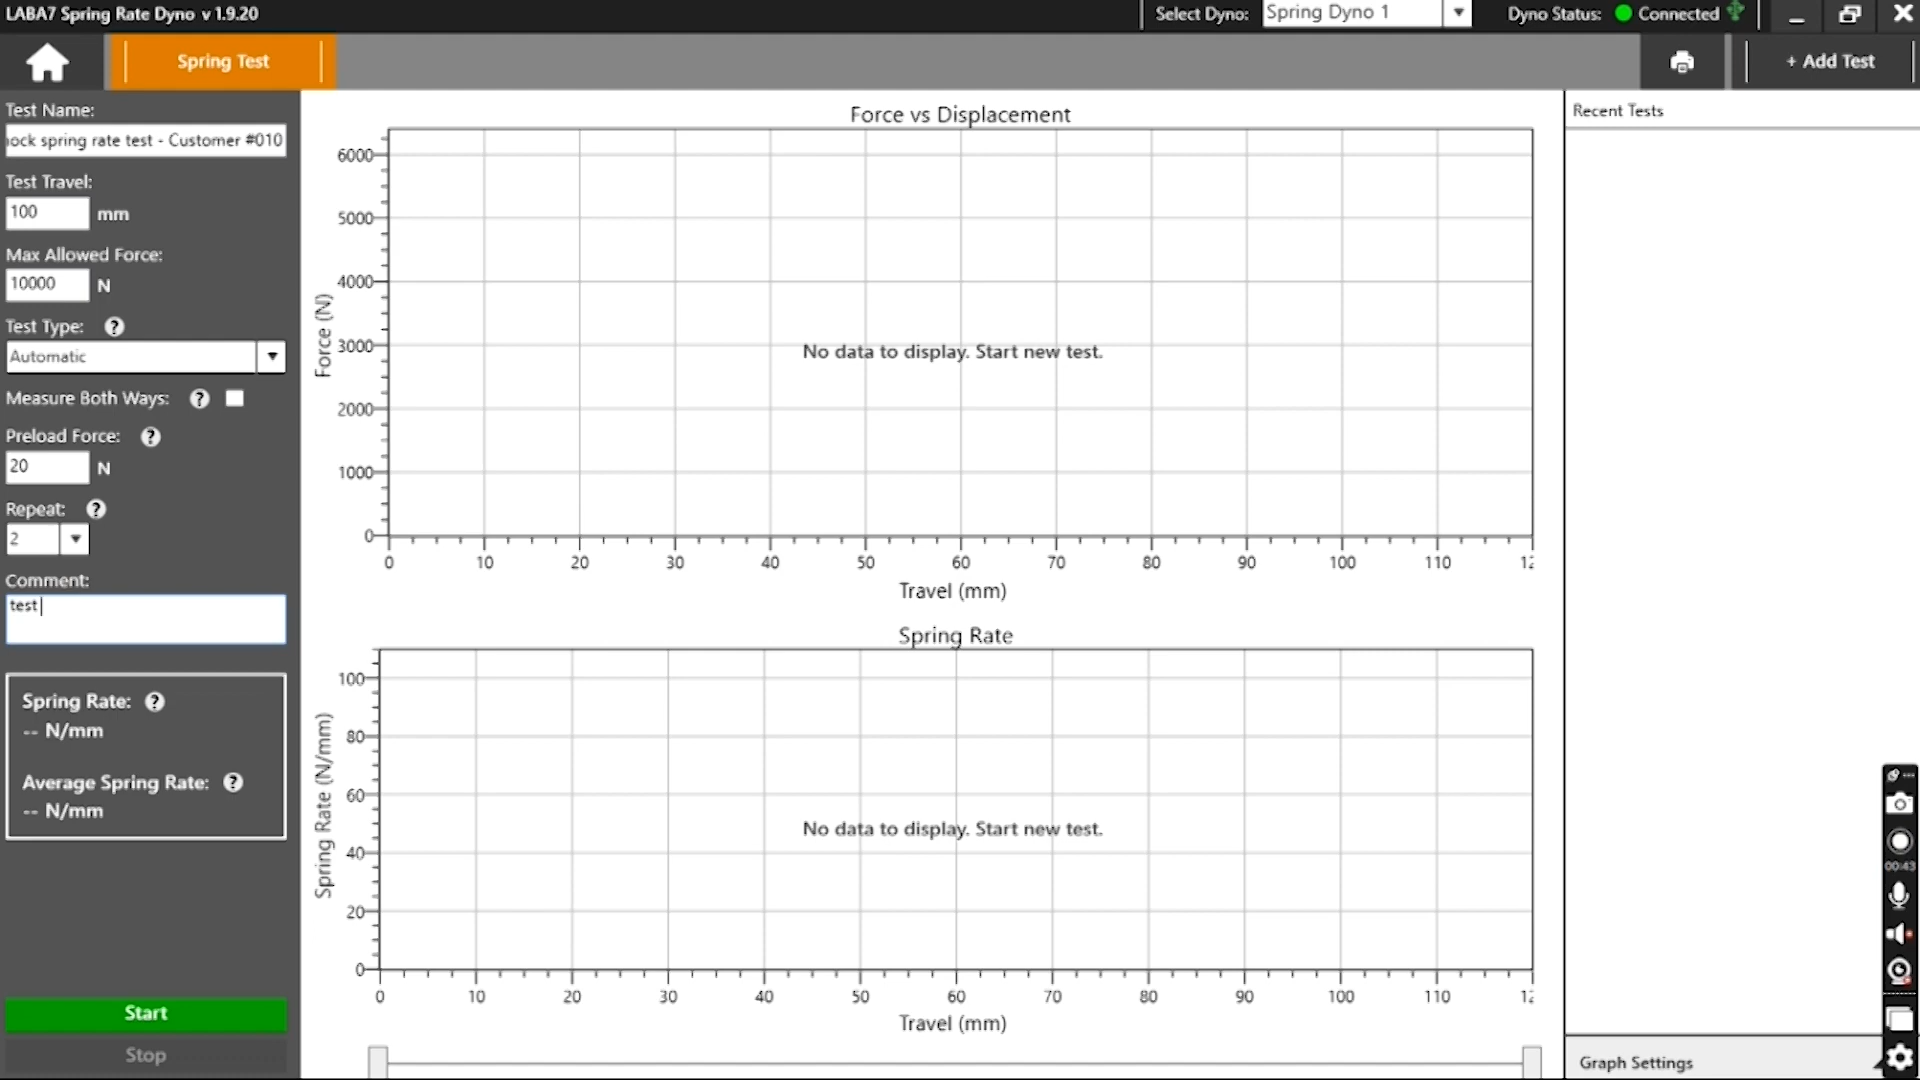 LABA7 Spring Rate Dyno v 1.9.20
Select Dyno: Spring Dyno 1
Dyno Status: Connected
Spring Test
+ Add Test
Test Name:
ock spring rate test - Customer #010
Test Travel:
100 mm
Max Allowed Force:
10000 N
Test Type: ?
Automatic
Measure Both Ways: ?
Preload Force: ?
20 N
Repeat: ?
2
Comment:
test
Spring Rate: ?
-- N/mm
Average Spring Rate: ?
-- N/mm
Start
Stop
Force vs Displacement
Force (N)
6000
5000
4000
3000
2000
1000
0
No data to display. Start new test.
0 10 20 30 40 50 60 70 80 90 100 110 12
Travel (mm)
Spring Rate
Spring Rate (N/mm)
100
80
60
40
20
0
No data to display. Start new test.
0 10 20 30 40 50 60 70 80 90 100 110 12
Travel (mm)
Recent Tests
00:43
Graph Settings